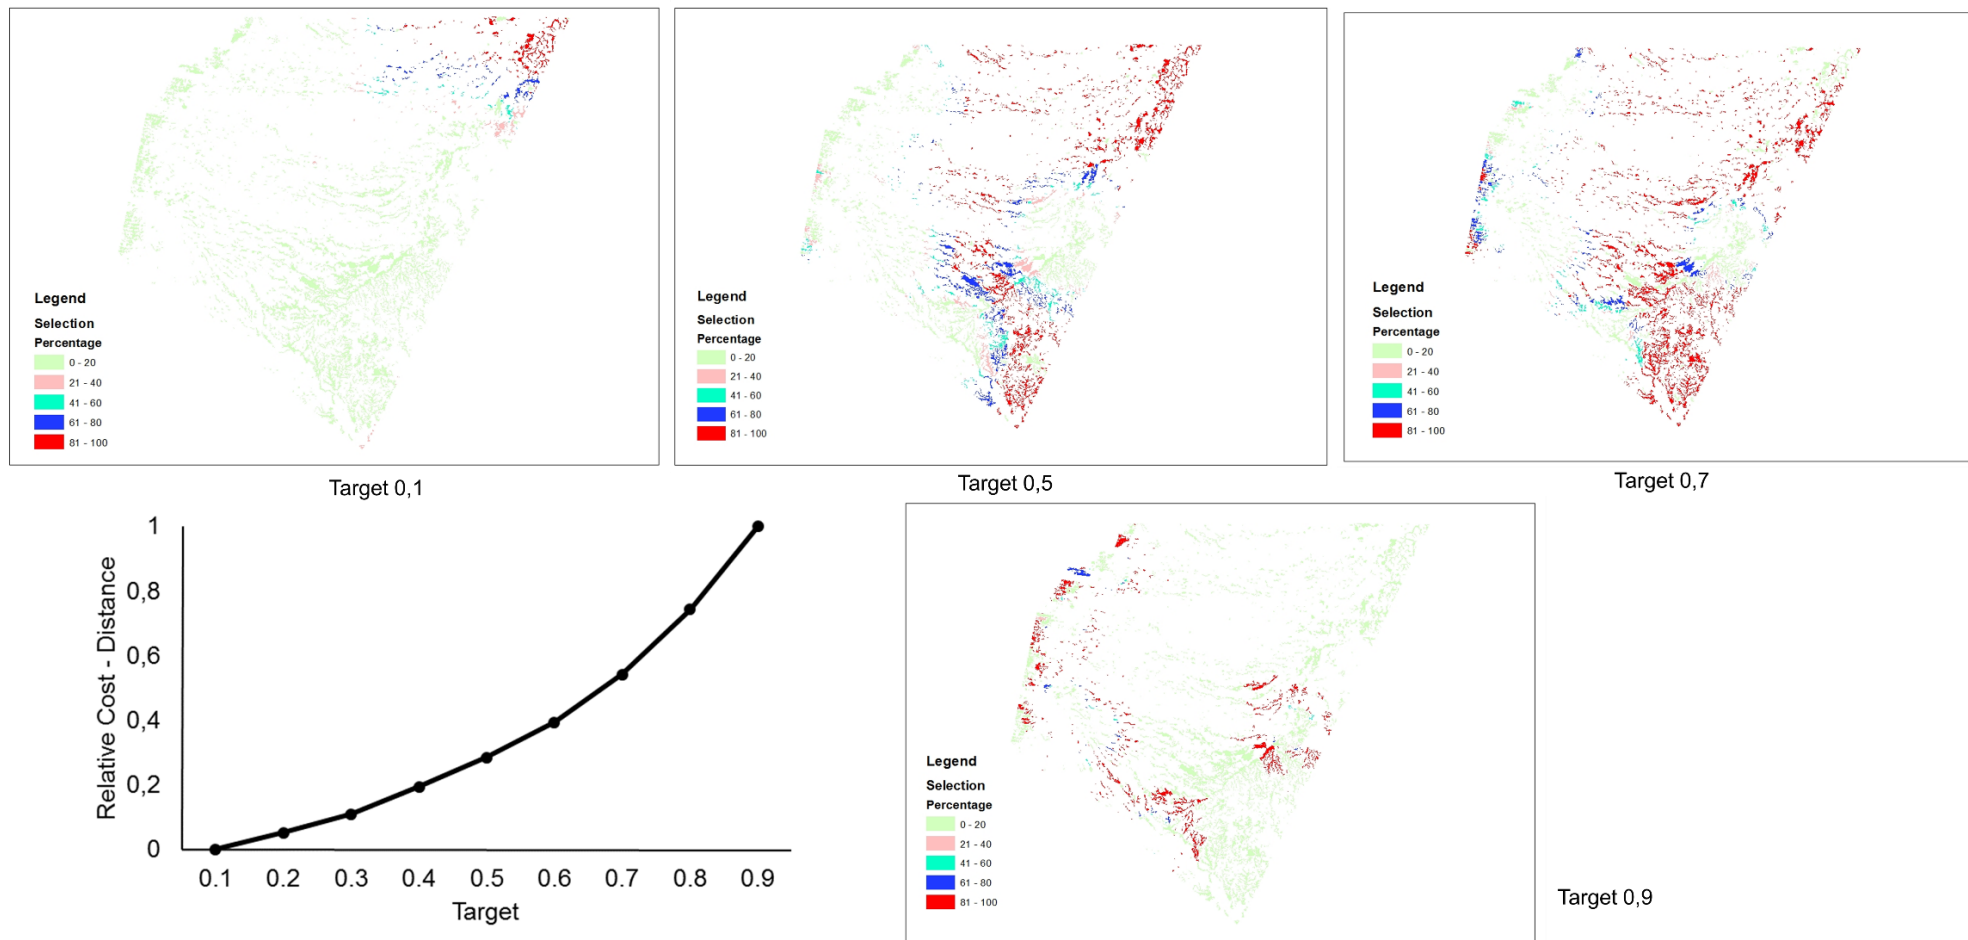 Legend
Selection
Percentage
0 - 20
21 - 40
41 - 60
61 - 80
81 - 100
Target 0,1
Legend
Selection
Percentage
0 - 20
21 - 40
41 - 60
61 - 80
81 - 100
Target 0,5
Legend
Selection
Percentage
0 - 20
21 - 40
41 - 60
61 - 80
81 - 100
Target 0,7
Relative Cost - Distance
1
0,8
0,6
0,4
0,2
0
0.1 0.2 0.3 0.4 0.5 0.6 0.7 0.8 0.9
Target
Legend
Selection
Percentage
0 - 20
21 - 40
41 - 60
61 - 80
81 - 100
Target 0,9